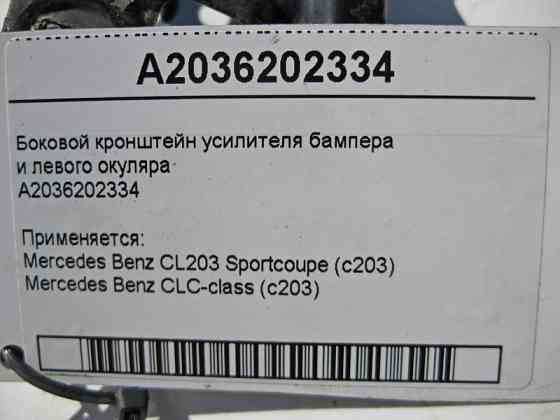 A2036202334
Боковой кронштейн усилителя бампера
и левого окуляра
A2036202334
Применяется:
Mercedes Benz CL203 Sportcoupe (c203)
Mercedes Benz CLC-class (c203)